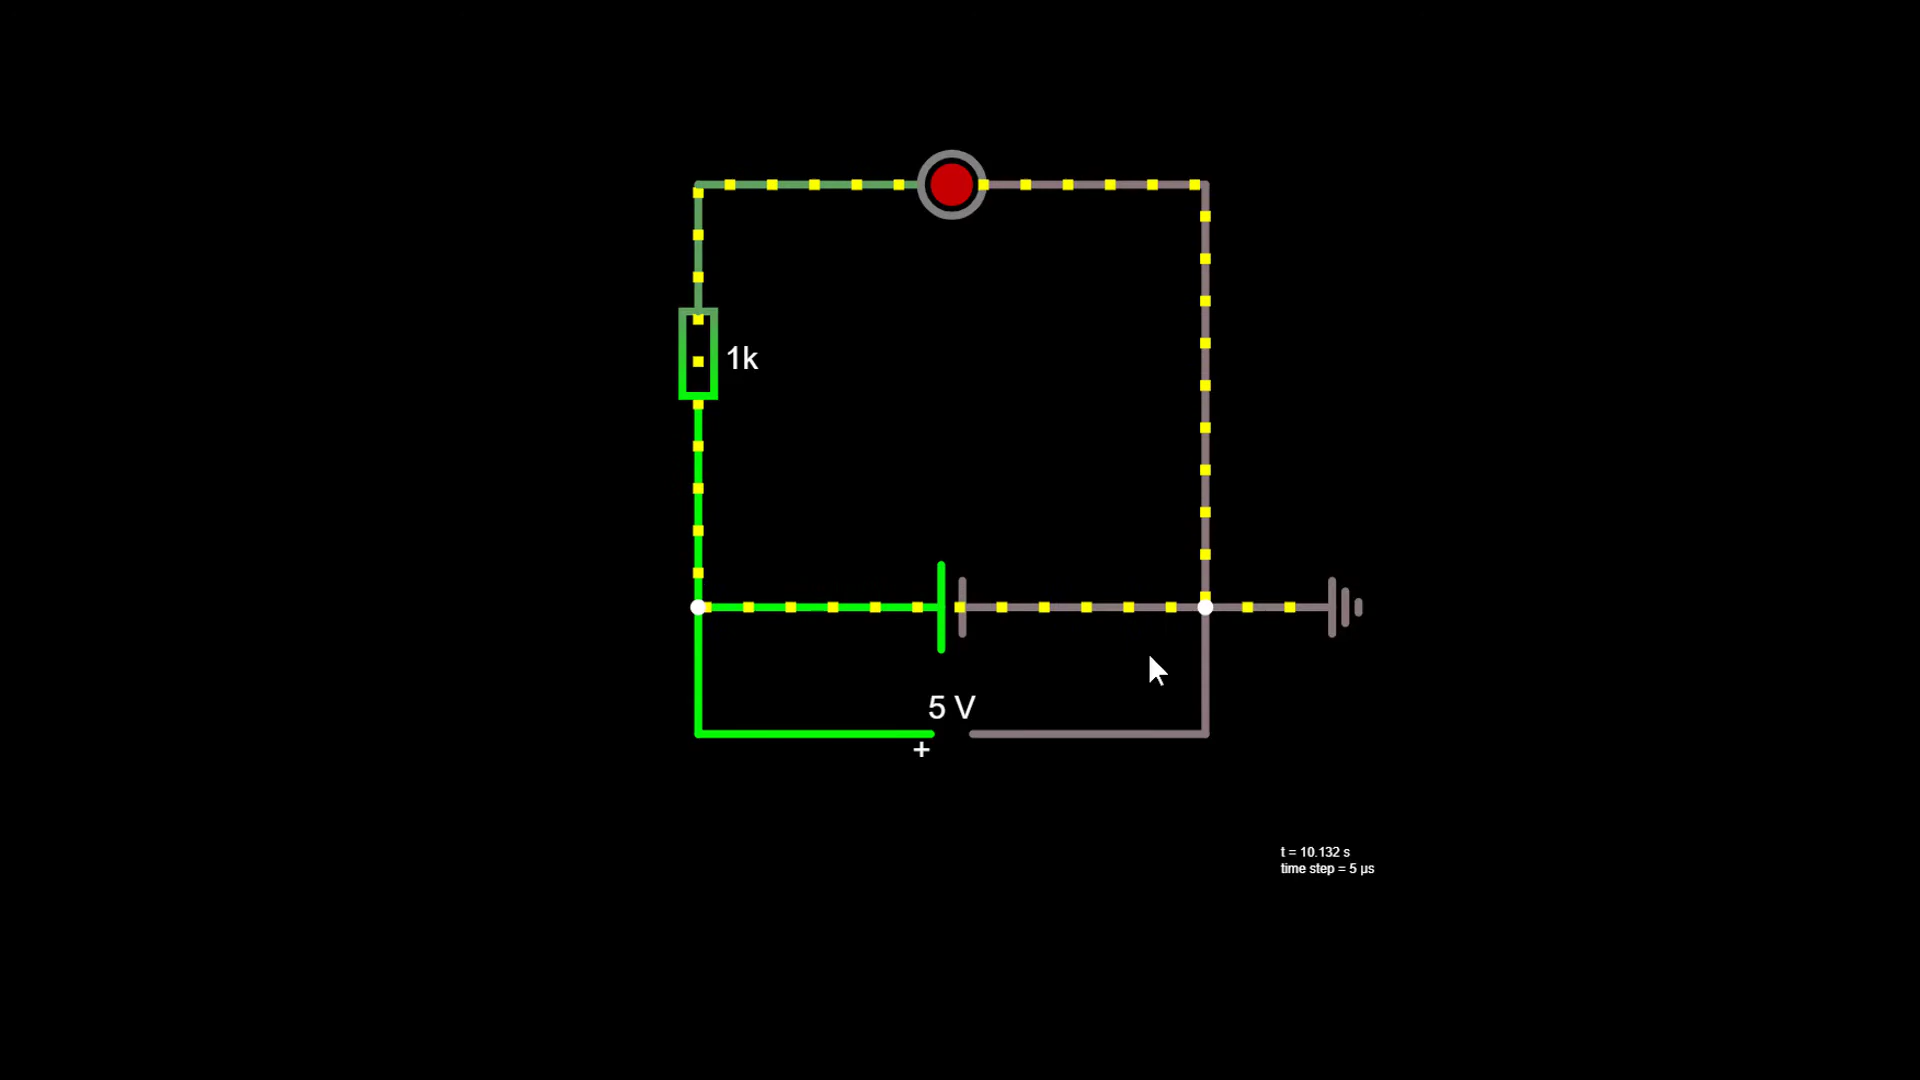 1k
5 V
+
t = 10.132 s
time step = 5 µs